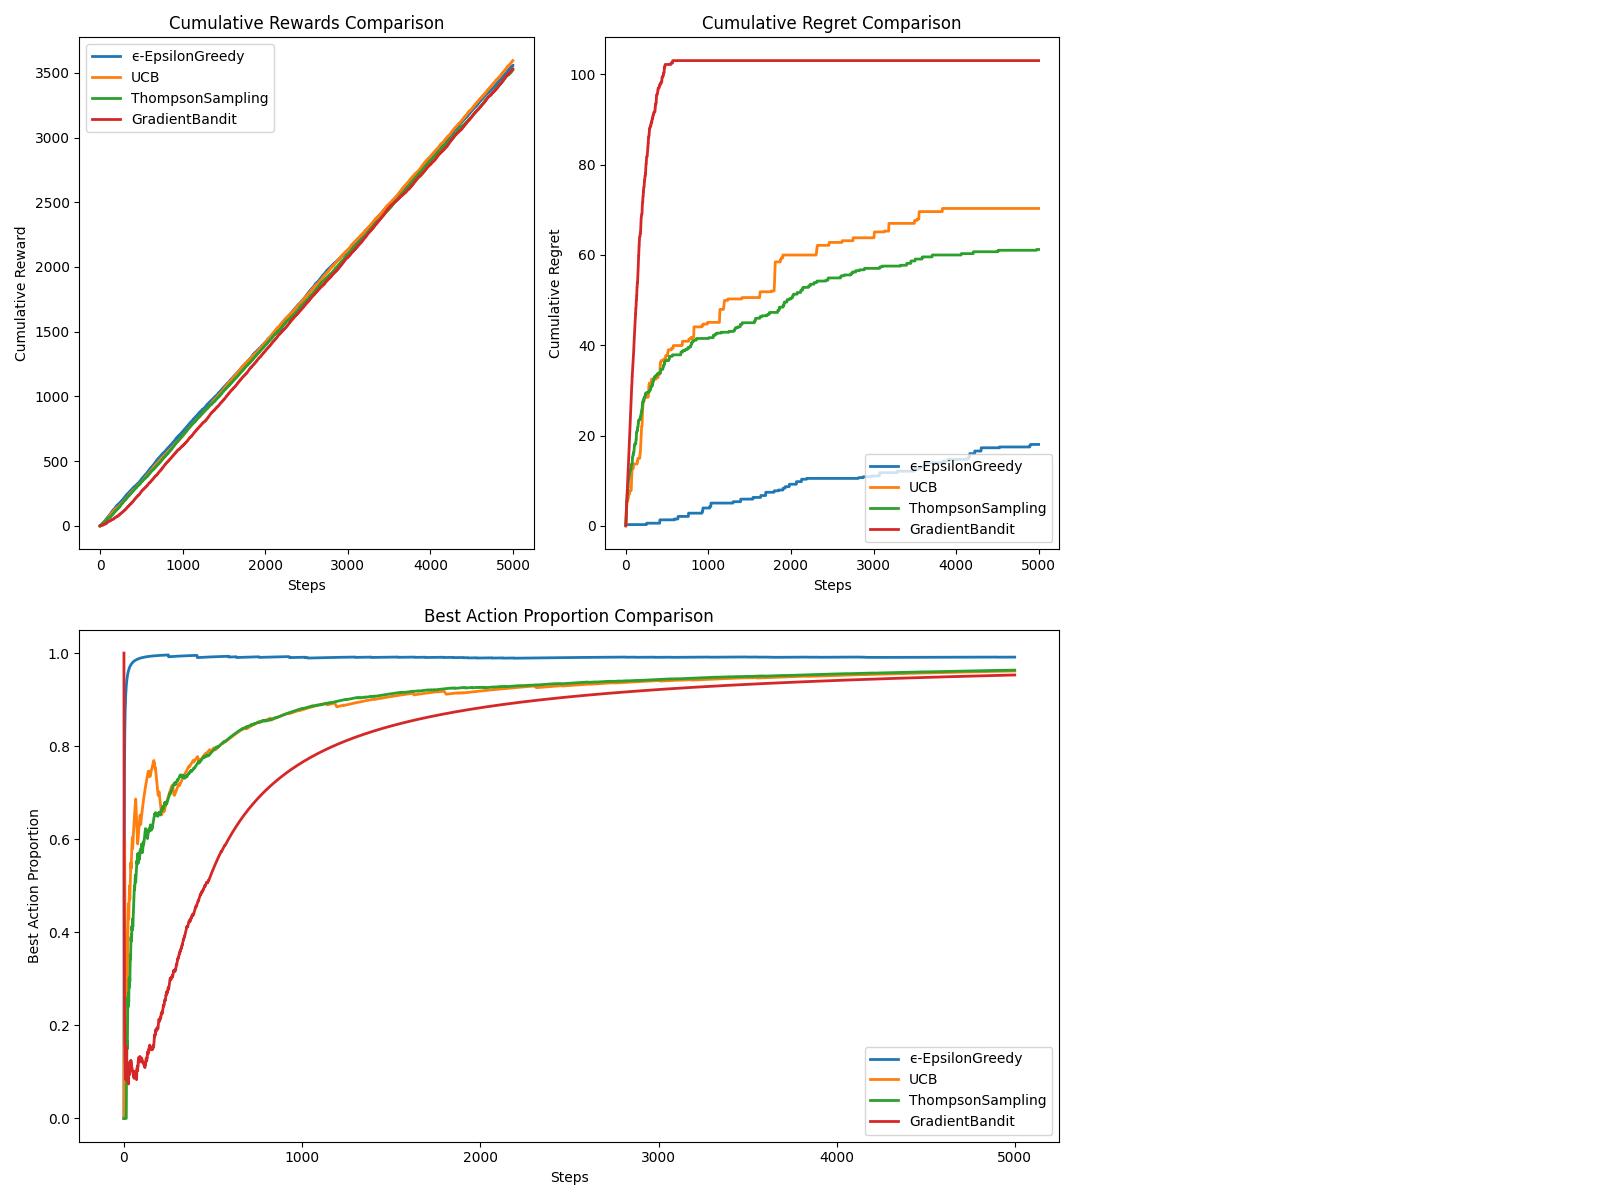 Cumulative Rewards Comparison
Cumulative Reward
3500
3000
2500
2000
1500
1000
500
0
ϵ-EpsilonGreedy
UCB
ThompsonSampling
GradientBandit
0 1000 2000 3000 4000 5000
Steps
Cumulative Regret Comparison
Cumulative Regret
100
80
60
40
20
0
ϵ-EpsilonGreedy
UCB
ThompsonSampling
GradientBandit
0 1000 2000 3000 4000 5000
Steps
Best Action Proportion Comparison
Best Action Proportion
1.0
0.8
0.6
0.4
0.2
0.0
ϵ-EpsilonGreedy
UCB
ThompsonSampling
GradientBandit
0 1000 2000 3000 4000 5000
Steps